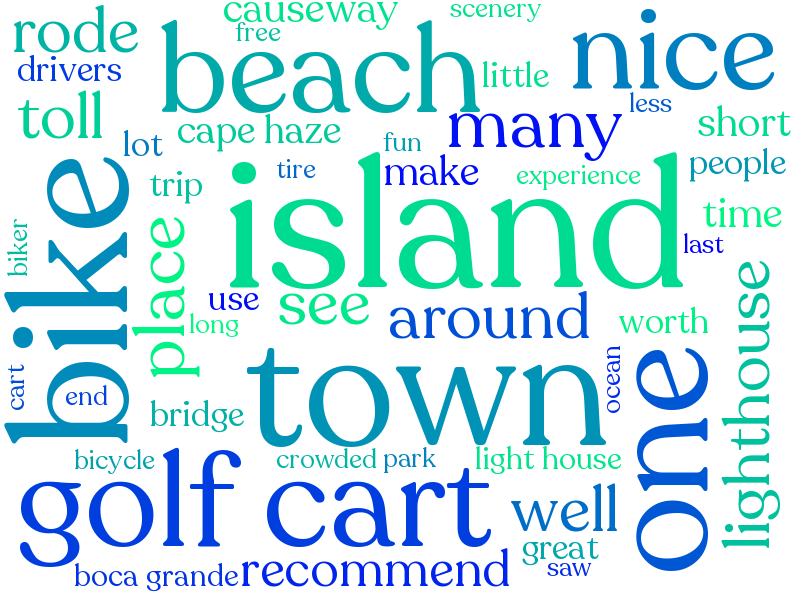 causeway
scenery
rode
free
beach
nice
drivers
little
toll
less
many
short
cape haze
lot
fun
people
make
tire
experience
trip
island
bike
time
biker
place
last
use
see
long
around
worth
lighthouse
town
one
ocean
cart
end
bridge
bicycle
crowded
park
light house
golf cart
well
great
saw
boca grande
recommend